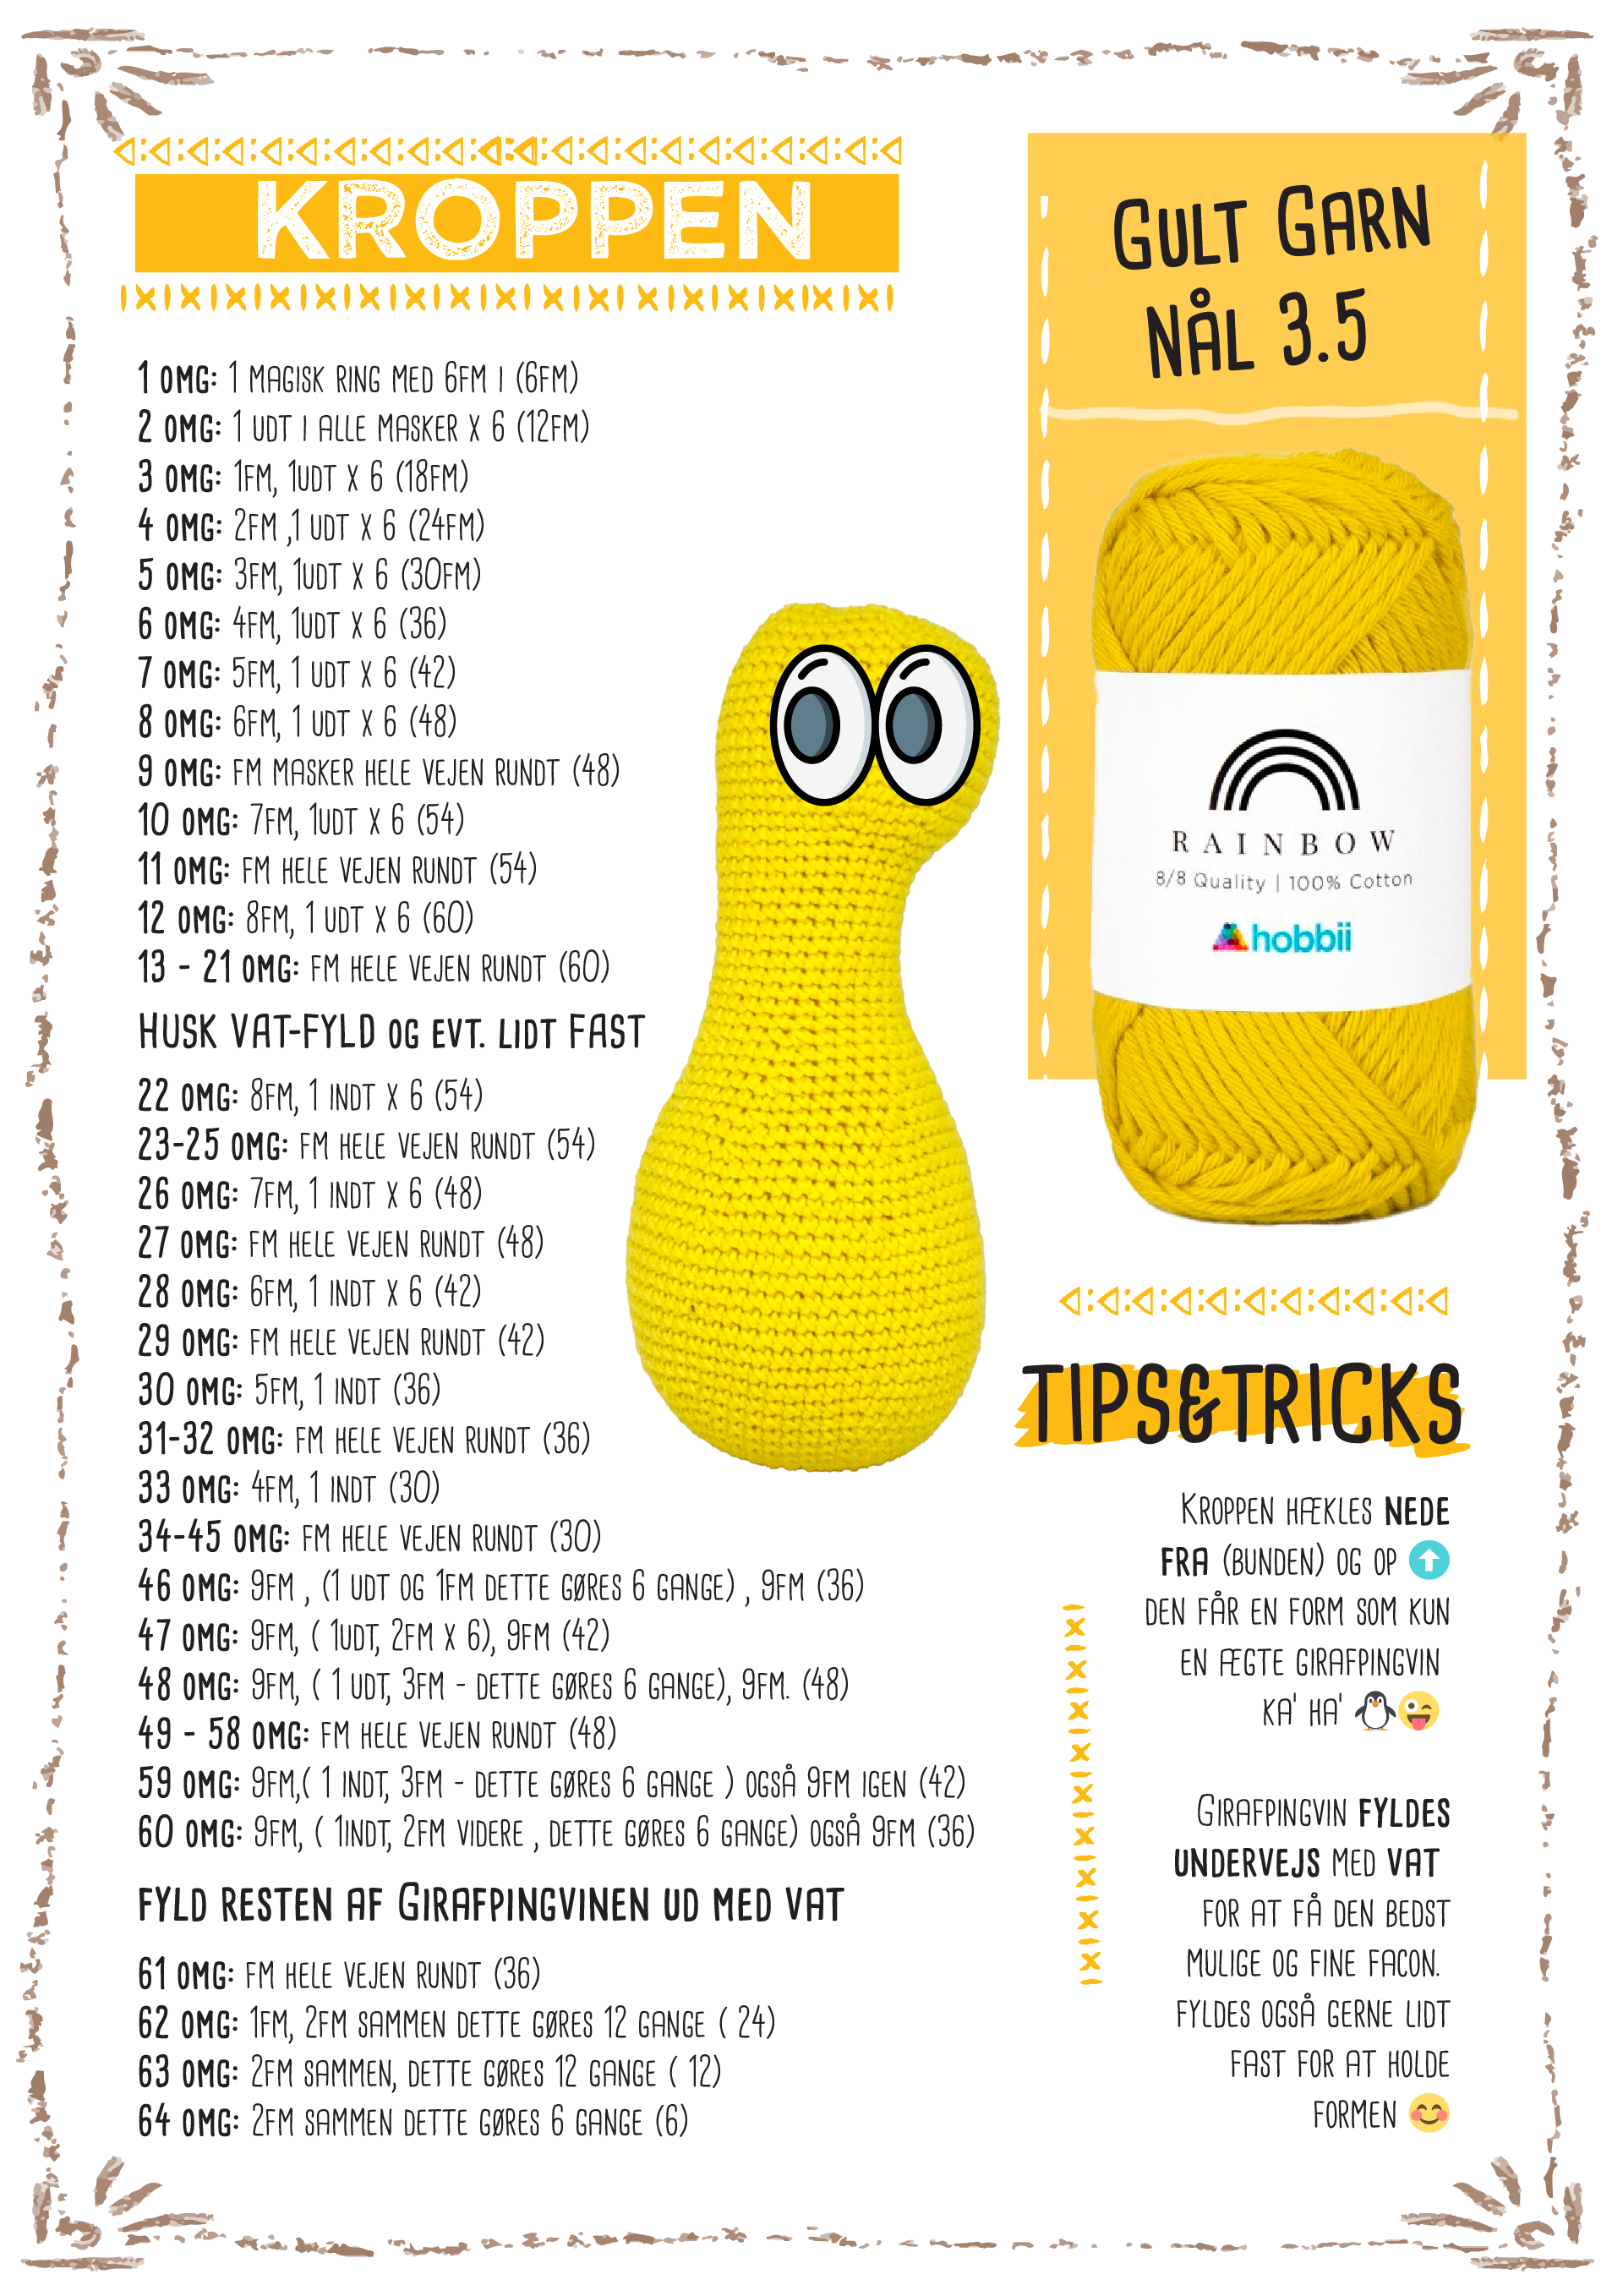 KROPPEN
1 OMG: 1 MAGISK RING MED 6FM I (6FM)
2 OMG: 1 UDT I ALLE MASKER X 6 (12FM)
3 OMG: 1FM, 1UDT X 6 (18FM)
4 OMG: 2FM ,1 UDT X 6 (24FM)
5 OMG: 3FM, 1UDT X 6 (30FM)
6 OMG: 4FM, 1UDT X 6 (36)
7 OMG: 5FM, 1 UDT X 6 (42)
8 OMG: 6FM, 1 UDT X 6 (48)
9 OMG: FM MASKER HELE VEJEN RUNDT (48)
10 OMG: 7FM, 1UDT X 6 (54)
11 OMG: FM HELE VEJEN RUNDT (54)
12 OMG: 8FM, 1 UDT X 6 (60)
13 - 21 OMG: FM HELE VEJEN RUNDT (60)
HUSK VAT-FYLD OG EVT. LIDT FAST
22 OMG: 8FM, 1 INDT X 6 (54)
23-25 OMG: FM HELE VEJEN RUNDT (54)
26 OMG: 7FM, 1 INDT X 6 (48)
27 OMG: FM HELE VEJEN RUNDT (48)
28 OMG: 6FM, 1 INDT X 6 (42)
29 OMG: FM HELE VEJEN RUNDT (42)
30 OMG: 5FM, 1 INDT (36)
31-32 OMG: FM HELE VEJEN RUNDT (36)
33 OMG: 4FM, 1 INDT (30)
34-45 OMG: FM HELE VEJEN RUNDT (30)
46 OMG: 9FM , (1 UDT OG 1FM DETTE GØRES 6 GANGE) , 9FM (36)
47 OMG: 9FM, ( 1UDT, 2FM X 6), 9FM (42)
48 OMG: 9FM, ( 1 UDT, 3FM - DETTE GØRES 6 GANGE), 9FM. (48)
49 - 58 OMG: FM HELE VEJEN RUNDT (48)
59 OMG: 9FM,( 1 INDT, 3FM - DETTE GØRES 6 GANGE ) OGSÅ 9FM IGEN (42)
60 OMG: 9FM, ( 1INDT, 2FM VIDERE , DETTE GØRES 6 GANGE) OGSÅ 9FM (36)
FYLD RESTEN AF GIRAFPINGVINEN UD MED VAT
61 OMG: FM HELE VEJEN RUNDT (36)
62 OMG: 1FM, 2FM SAMMEN DETTE GØRES 12 GANGE ( 24)
63 OMG: 2FM SAMMEN, DETTE GØRES 12 GANGE ( 12)
64 OMG: 2FM SAMMEN DETTE GØRES 6 GANGE (6)
GULT GARN
NÅL 3.5
RAINBOW
8/8 Quality | 100% Cotton
hobbii
TIPS&TRICKS
KROPPEN HÆKLES NEDE
FRA (BUNDEN) OG OP ⬆
DEN FÅR EN FORM SOM KUN
EN ÆGTE GIRAFPINGVIN
KA' HA' 🐧😜
GIRAFPINGVIN FYLDES
UNDERVEJS MED VAT
FOR AT FÅ DEN BEDST
MULIGE OG FINE FACON.
FYLDES OGSÅ GERNE LIDT
FAST FOR AT HOLDE
FORMEN 😊